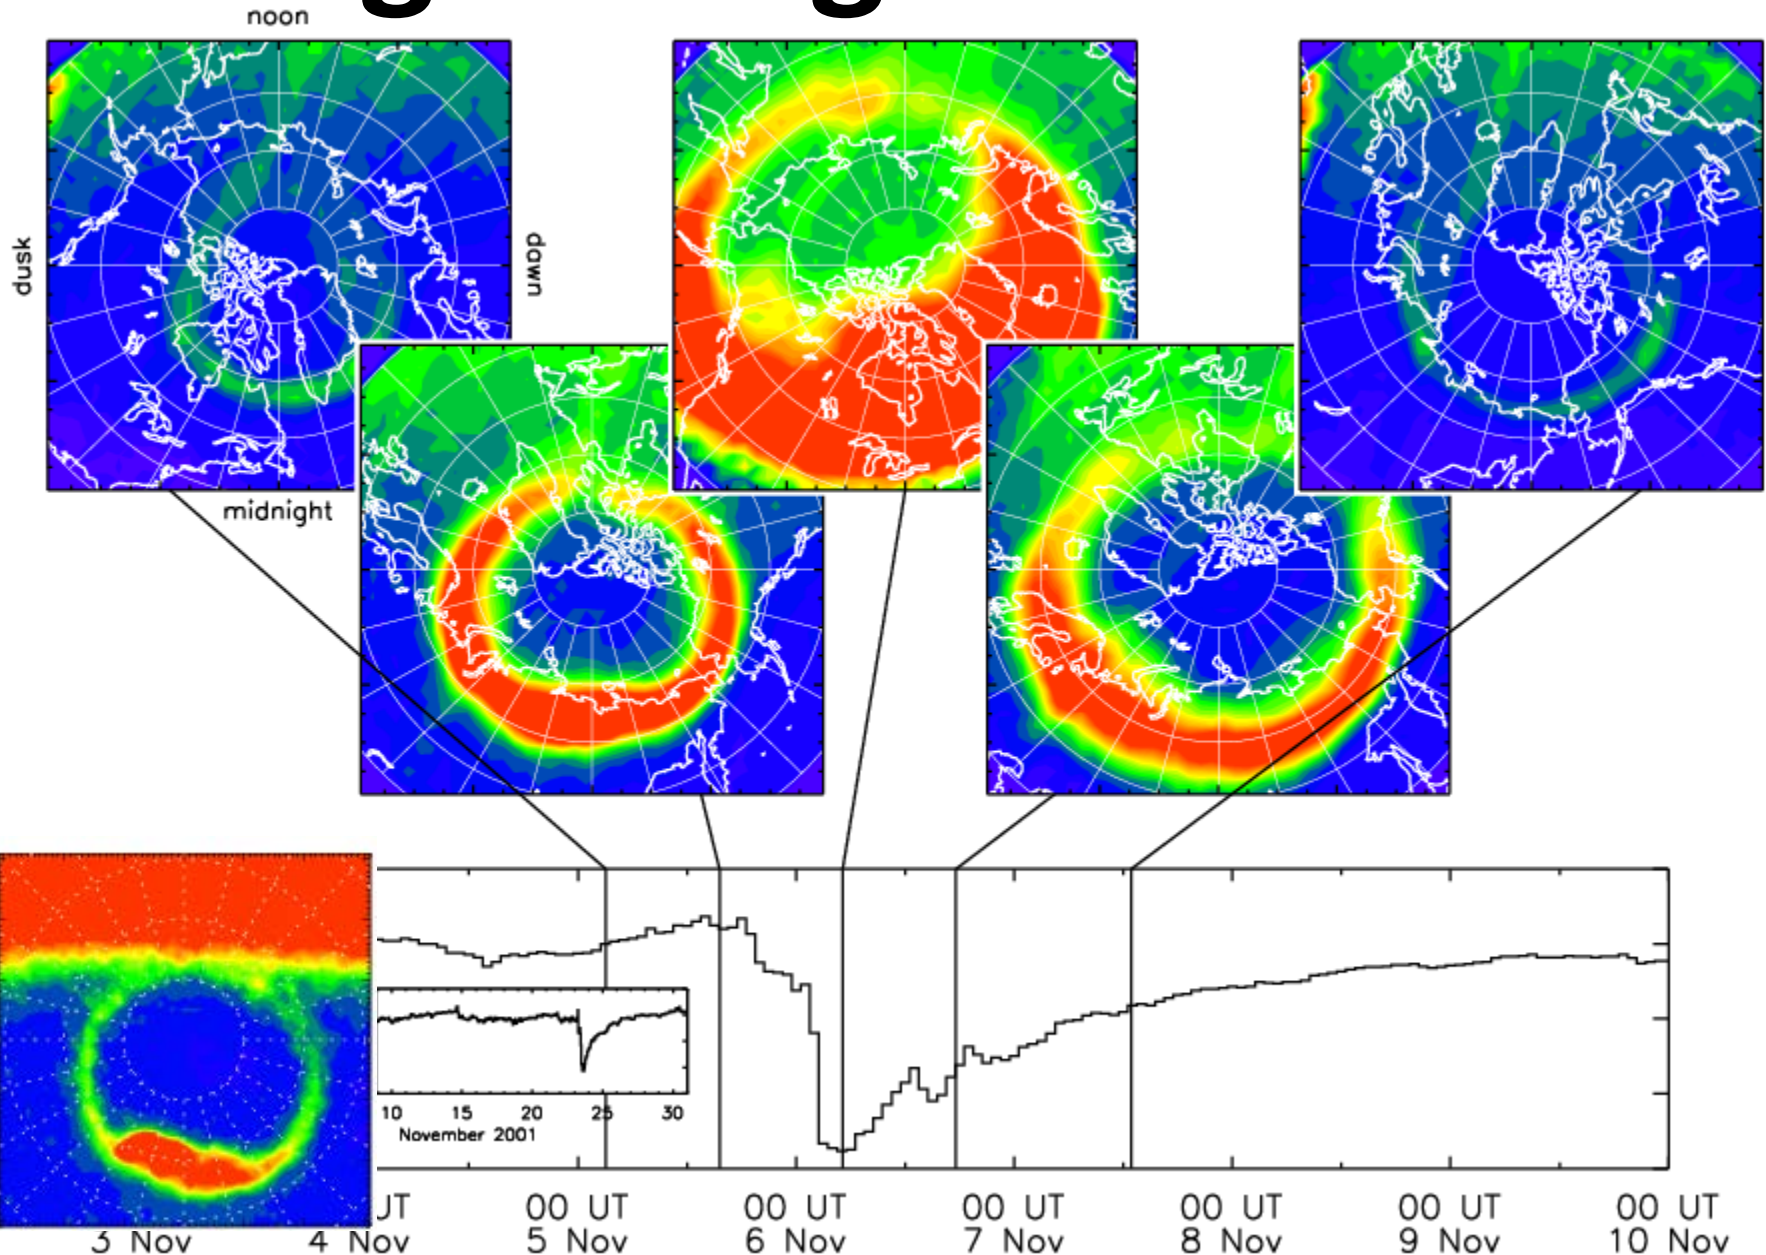 noon
dusk
dawn
midnight
10 15 20 25 30
November 2001
UT 00 UT 00 UT 00 UT 00 UT 00 UT 00 UT
3 Nov 4 Nov 5 Nov 6 Nov 7 Nov 8 Nov 9 Nov 10 Nov